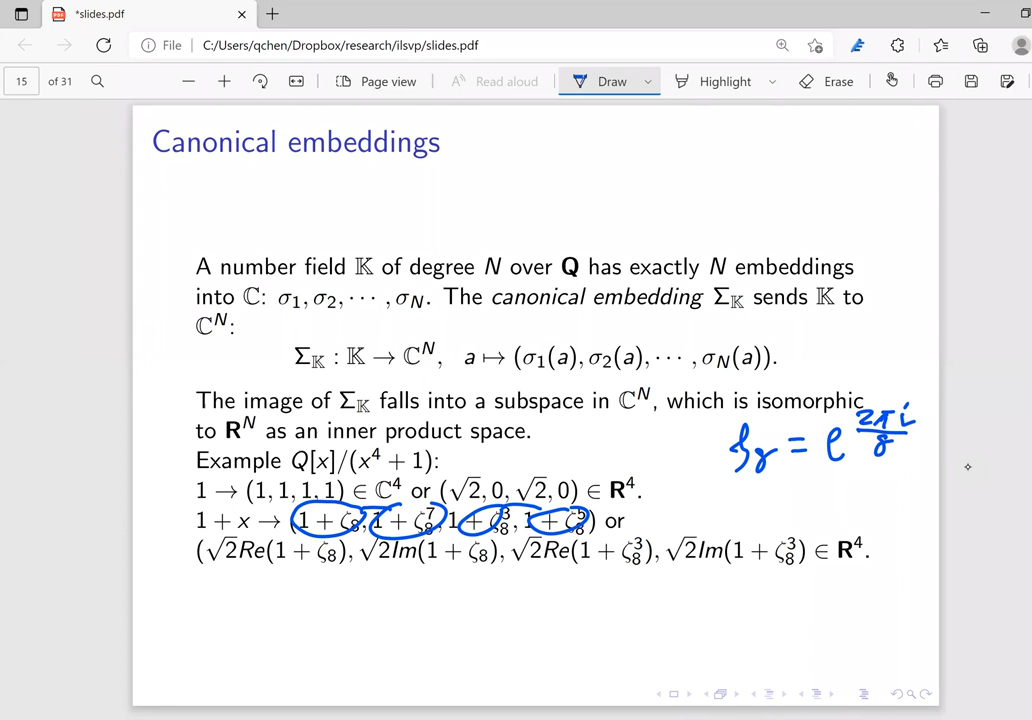 *slides.pdf
File C:/Users/qchen/Dropbox/research/ilsvp/slides.pdf
15 of 31 Page view Read aloud Draw Highlight Erase
Canonical embeddings
A number field 𝕂 of degree N over Q has exactly N embeddings
into ℂ: σ₁, σ₂, ⋯ , σ_N. The canonical embedding Σ_𝕂 sends 𝕂 to
ℂ^N:
Σ_𝕂 : 𝕂 → ℂ^N, a ↦ (σ₁(a), σ₂(a), ⋯ , σ_N(a)).
The image of Σ_𝕂 falls into a subspace in ℂ^N, which is isomorphic
to R^N as an inner product space.
ζ₈ = e^{2πi/8}
Example Q[x]/(x⁴ + 1):
1 → (1, 1, 1, 1) ∈ ℂ⁴ or (√2, 0, √2, 0) ∈ R⁴.
1 + x → (1 + ζ₈, 1 + ζ₈⁷, 1 + ζ₈³, 1 + ζ₈⁵) or
(√2Re(1 + ζ₈), √2Im(1 + ζ₈), √2Re(1 + ζ₈³), √2Im(1 + ζ₈³) ∈ R⁴.